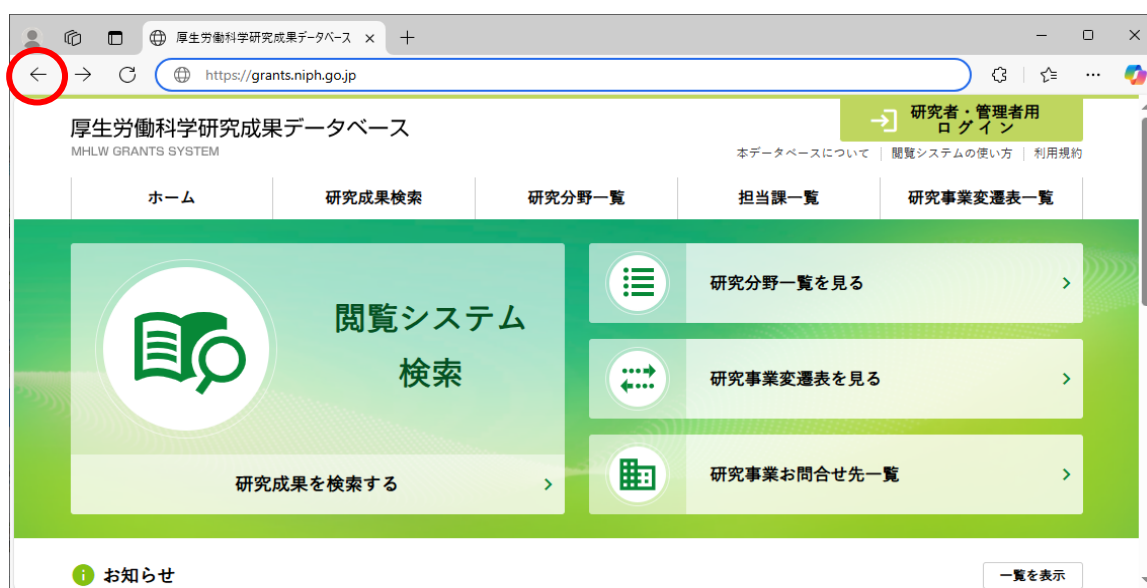 厚生労働科学研究成果データベース
https://grants.niph.go.jp
厚生労働科学研究成果データベース
MHLW GRANTS SYSTEM
研究者・管理者用
ログイン
本データベースについて
閲覧システムの使い方
利用規約
ホーム
研究成果検索
研究分野一覧
担当課一覧
研究事業変遷表一覧
閲覧システム
検索
研究成果を検索する
研究分野一覧を見る
研究事業変遷表を見る
研究事業お問合せ先一覧
お知らせ
一覧を表示